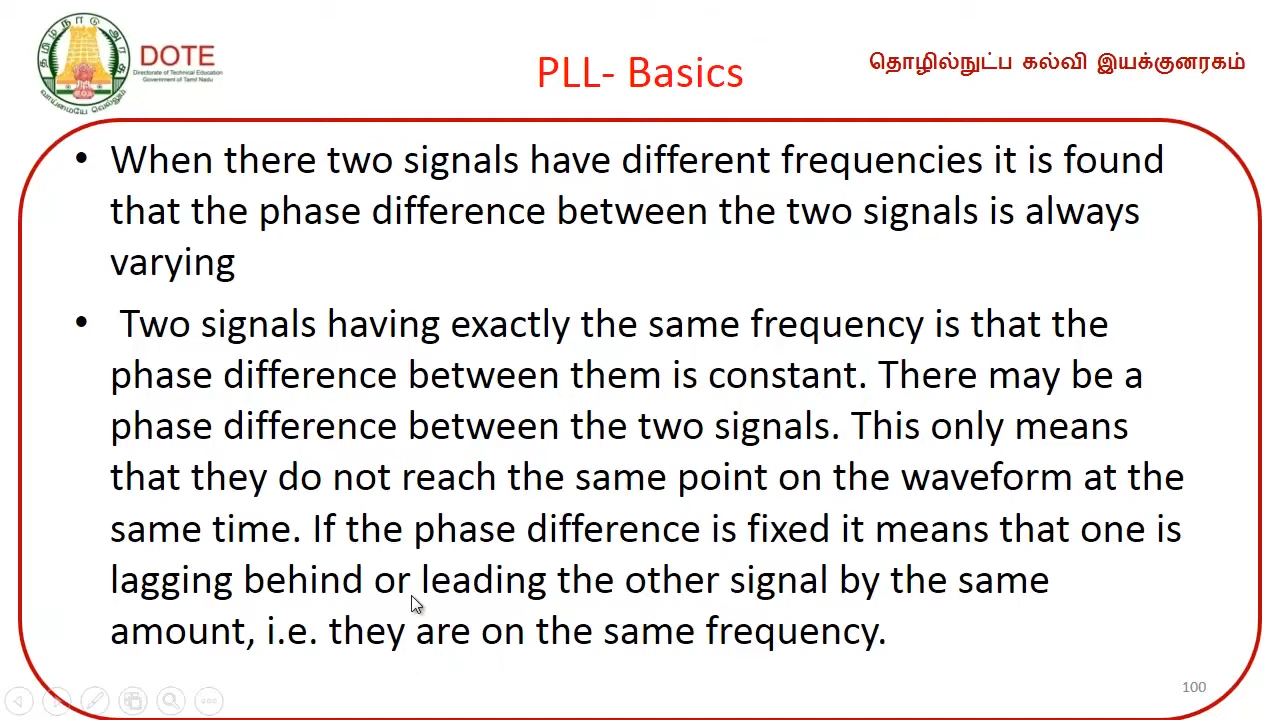 தமிழ்நாடு அரசு
வாய்மையே வெல்லும்
DOTE
Directorate of Technical Education
Government of Tamil Nadu
PLL- Basics
தொழில்நுட்ப கல்வி இயக்குனரகம்
• When there two signals have different frequencies it is found
that the phase difference between the two signals is always
varying
• Two signals having exactly the same frequency is that the
phase difference between them is constant. There may be a
phase difference between the two signals. This only means
that they do not reach the same point on the waveform at the
same time. If the phase difference is fixed it means that one is
lagging behind or leading the other signal by the same
amount, i.e. they are on the same frequency.
100